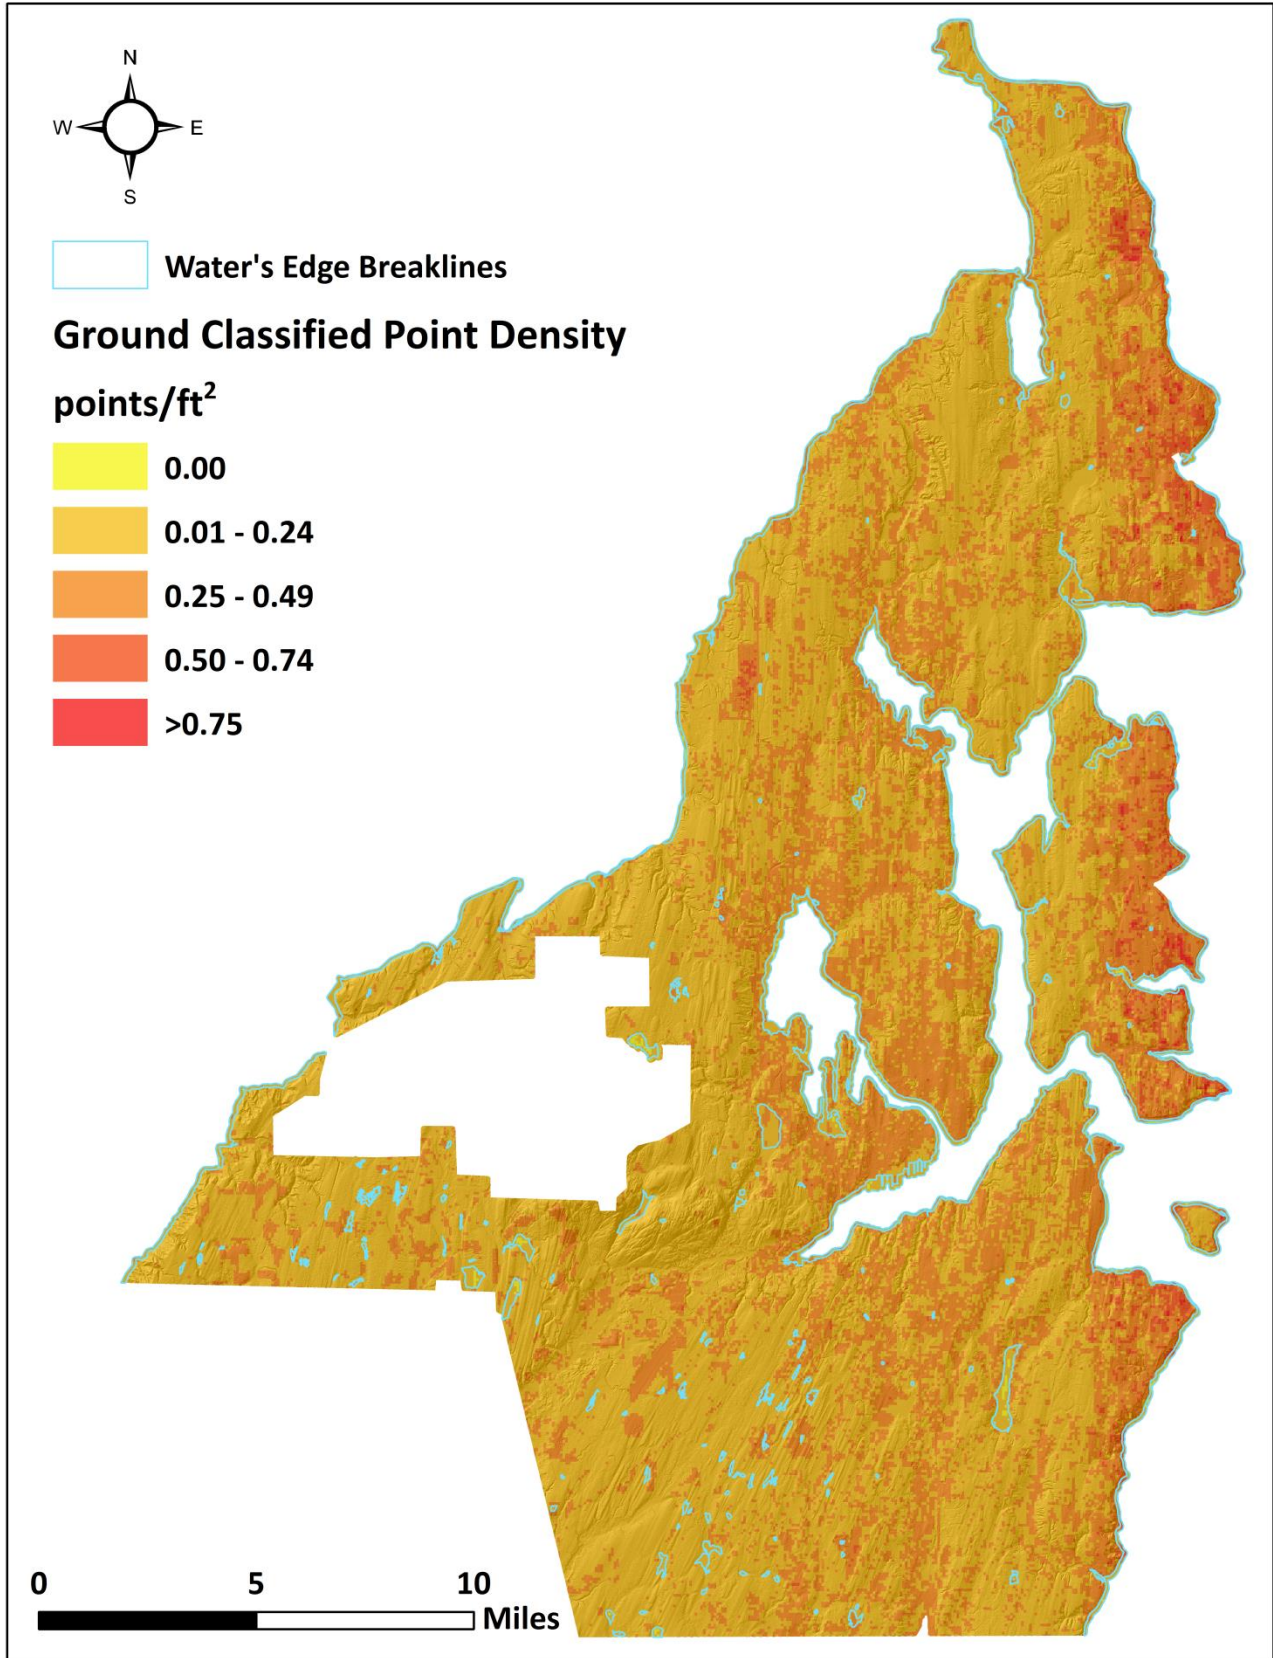 N
W E
S
Water's Edge Breaklines
Ground Classified Point Density
points/ft²
0.00
0.01 - 0.24
0.25 - 0.49
0.50 - 0.74
>0.75
0 5 10
Miles